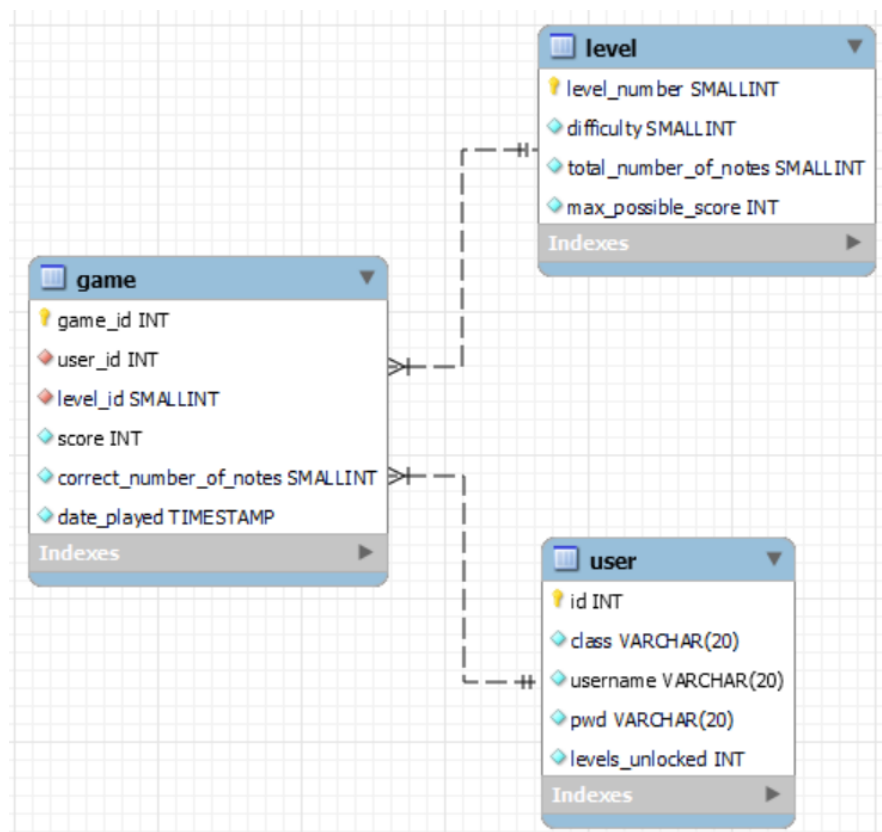 level
level_number SMALLINT
difficulty SMALLINT
total_number_of_notes SMALLINT
max_possible_score INT
Indexes
game
game_id INT
user_id INT
level_id SMALLINT
score INT
correct_number_of_notes SMALLINT
date_played TIMESTAMP
Indexes
user
id INT
class VARCHAR(20)
username VARCHAR(20)
pwd VARCHAR(20)
levels_unlocked INT
Indexes